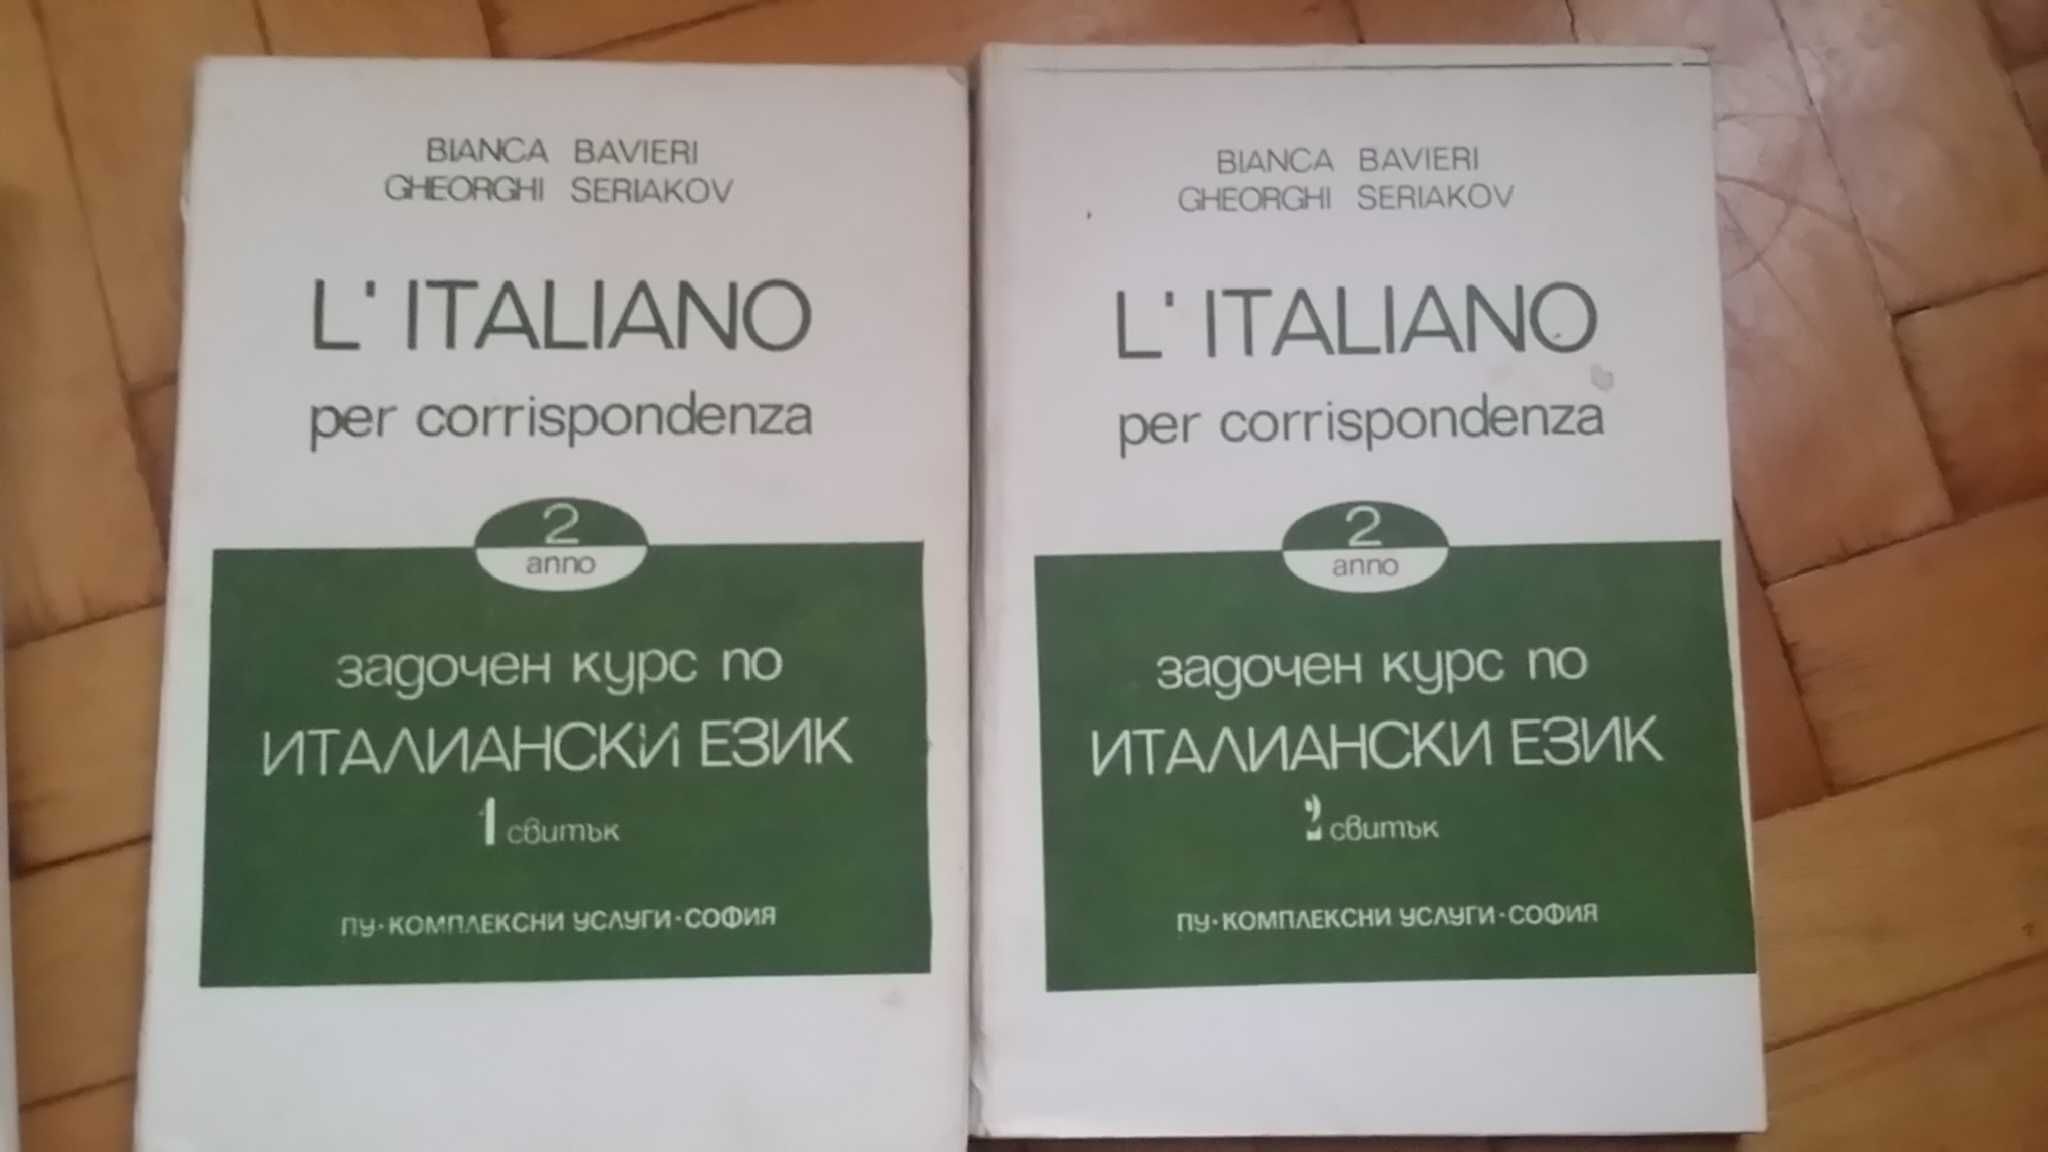 BIANCA BAVIERI
GHEORGHI SERIAKOV
L'ITALIANO
per corrispondenza
2
anno
задочен курс по
ИТАЛИАНСКИ ЕЗИК
1 свитък
ПУ·КОМПЛЕКСНИ УСЛУГИ·СОФИЯ
BIANCA BAVIERI
GHEORGHI SERIAKOV
L'ITALIANO
per corrispondenza
2
anno
задочен курс по
ИТАЛИАНСКИ ЕЗИК
2 свитък
ПУ·КОМПЛЕКСНИ УСЛУГИ·СОФИЯ